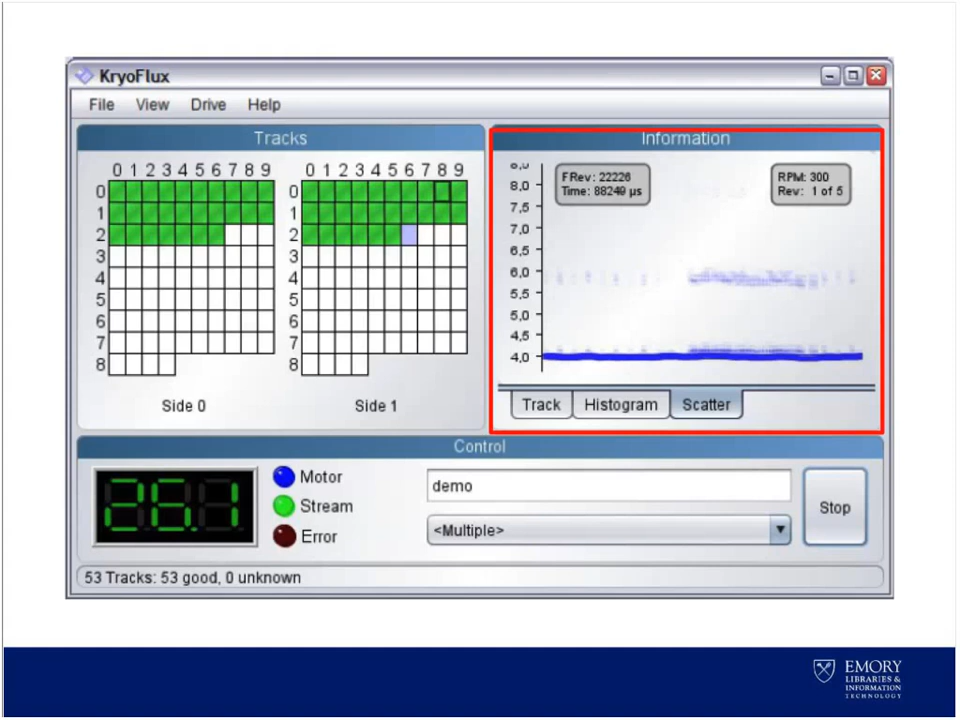 KryoFlux
File View Drive Help
Tracks
0 1 2 3 4 5 6 7 8 9
0
1
2
3
4
5
6
7
8
Side 0
0 1 2 3 4 5 6 7 8 9
0
1
2
3
4
5
6
7
8
Side 1
Information
8,0
7,5
7,0
6,5
6,0
5,5
5,0
4,5
4,0
FRev: 22226
Time: 88249 µs
RPM: 300
Rev: 1 of 5
Track Histogram Scatter
Control
26.1
Motor
Stream
Error
demo
<Multiple>
Stop
53 Tracks: 53 good, 0 unknown
EMORY
LIBRARIES &
INFORMATION
TECHNOLOGY